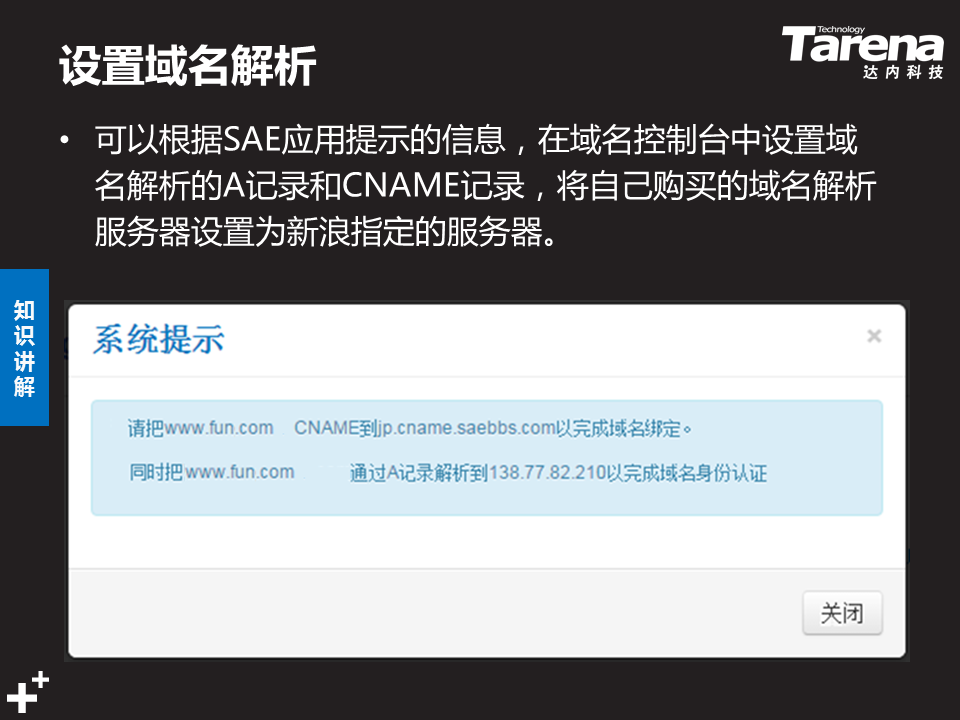 设置域名解析
Technology
Tarena
达内科技
• 可以根据SAE应用提示的信息，在域名控制台中设置域
名解析的A记录和CNAME记录，将自己购买的域名解析
服务器设置为新浪指定的服务器。
知识讲解
系统提示
×
请把www.fun.com CNAME到jp.cname.saebbs.com以完成域名绑定。
同时把www.fun.com 通过A记录解析到138.77.82.210以完成域名身份认证
关闭